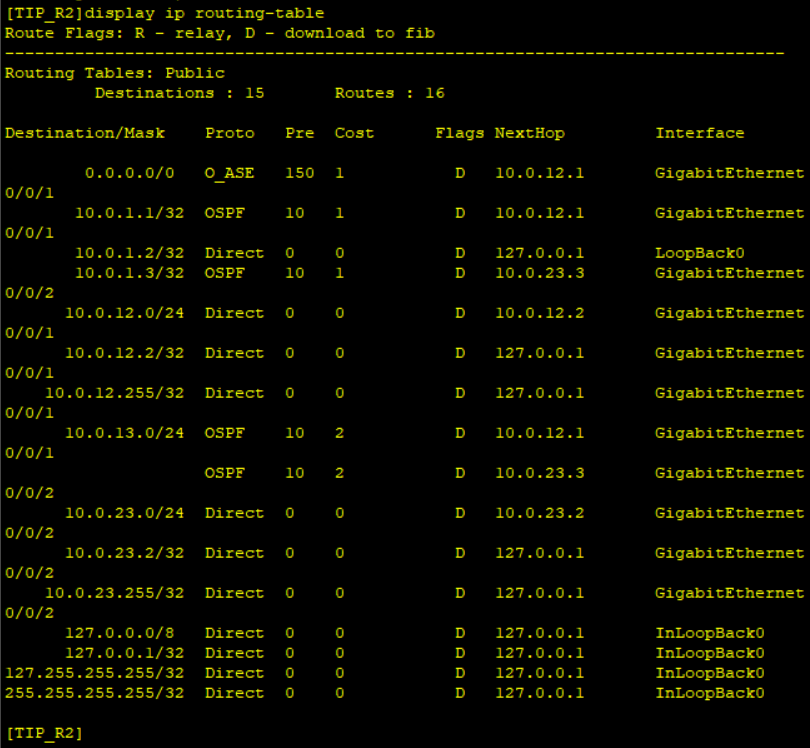 [TIP_R2]display ip routing-table
Route Flags: R - relay, D - download to fib
------------------------------------------------------------------------------
Routing Tables: Public
         Destinations : 15       Routes : 16

Destination/Mask    Proto   Pre  Cost         Flags NextHop         Interface

        0.0.0.0/0   O_ASE   150  1              D   10.0.12.1       GigabitEthernet
0/0/1
       10.0.1.1/32  OSPF    10   1              D   10.0.12.1       GigabitEthernet
0/0/1
       10.0.1.2/32  Direct  0    0              D   127.0.0.1       LoopBack0
       10.0.1.3/32  OSPF    10   1              D   10.0.23.3       GigabitEthernet
0/0/2
      10.0.12.0/24  Direct  0    0              D   10.0.12.2       GigabitEthernet
0/0/1
      10.0.12.2/32  Direct  0    0              D   127.0.0.1       GigabitEthernet
0/0/1
    10.0.12.255/32  Direct  0    0              D   127.0.0.1       GigabitEthernet
0/0/1
      10.0.13.0/24  OSPF    10   2              D   10.0.12.1       GigabitEthernet
0/0/1
                    OSPF    10   2              D   10.0.23.3       GigabitEthernet
0/0/2
      10.0.23.0/24  Direct  0    0              D   10.0.23.2       GigabitEthernet
0/0/2
      10.0.23.2/32  Direct  0    0              D   127.0.0.1       GigabitEthernet
0/0/2
    10.0.23.255/32  Direct  0    0              D   127.0.0.1       GigabitEthernet
0/0/2
      127.0.0.0/8   Direct  0    0              D   127.0.0.1       InLoopBack0
      127.0.0.1/32  Direct  0    0              D   127.0.0.1       InLoopBack0
127.255.255.255/32  Direct  0    0              D   127.0.0.1       InLoopBack0
255.255.255.255/32  Direct  0    0              D   127.0.0.1       InLoopBack0

[TIP_R2]